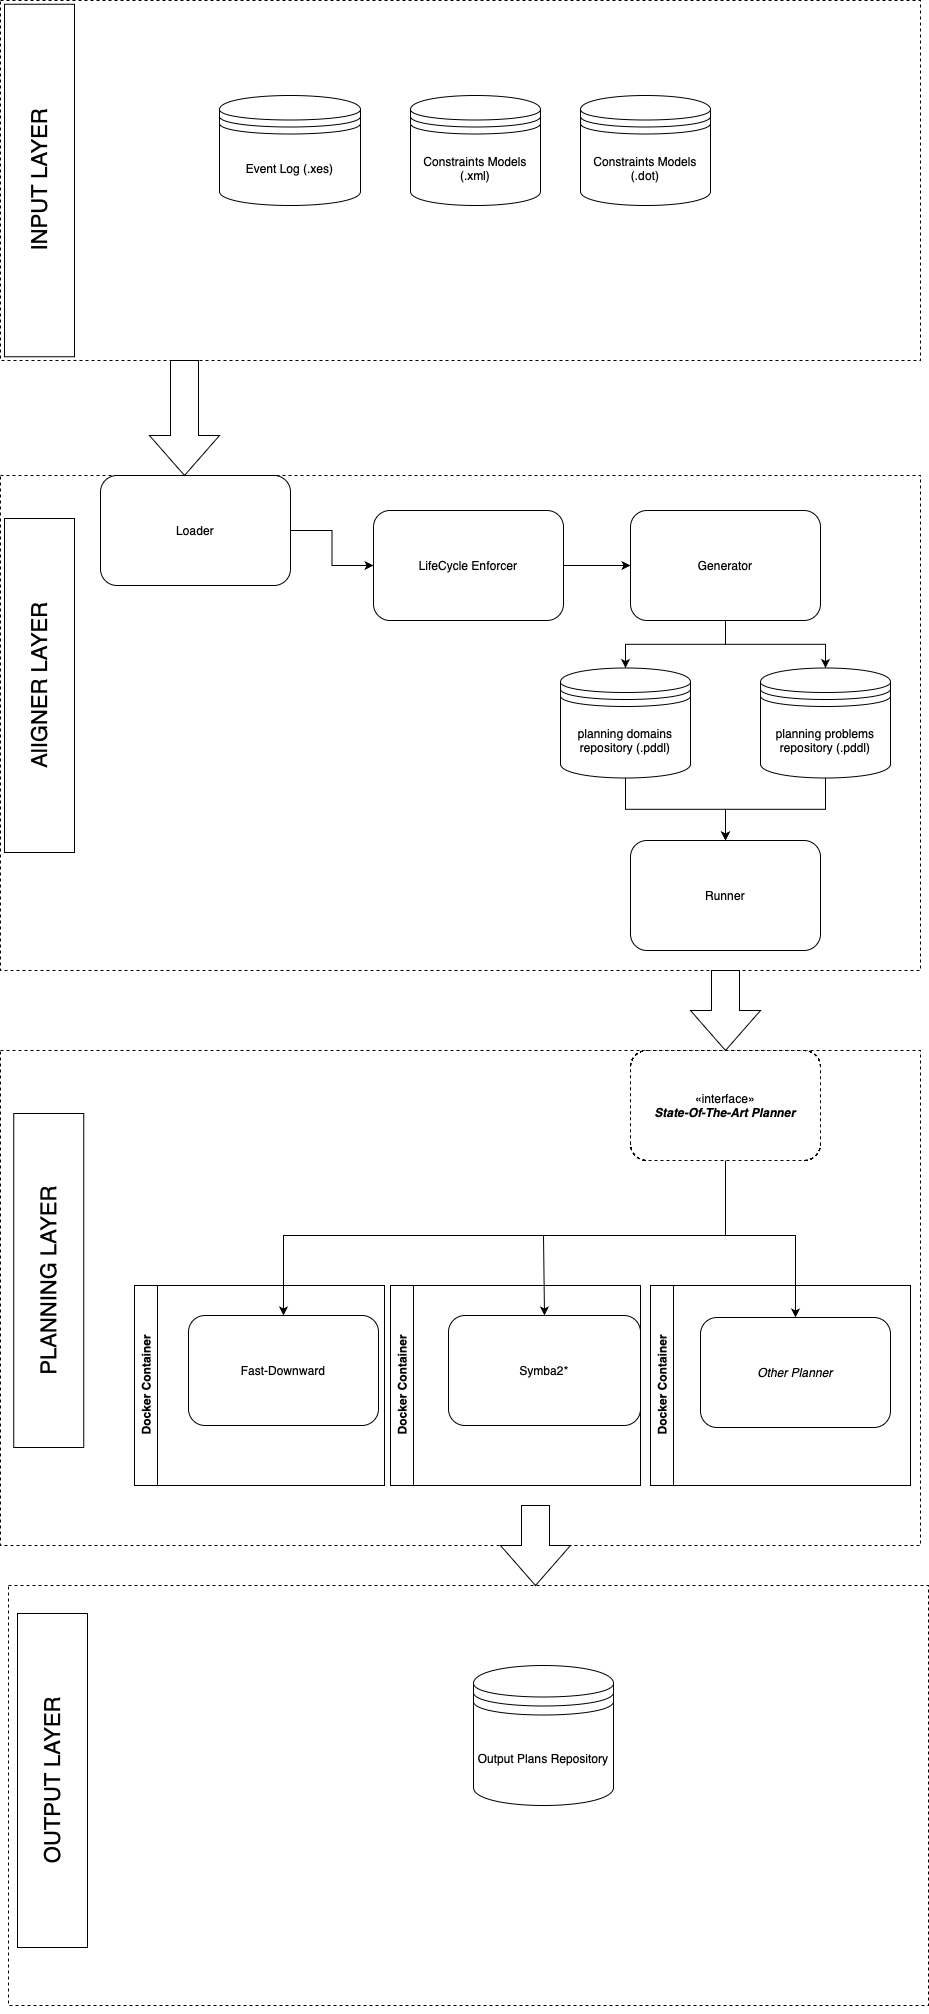 INPUT LAYER
Event Log (.xes)
Constraints Models
(.xml)
Constraints Models
(.dot)
AlIGNER LAYER
Loader
LifeCycle Enforcer
Generator
planning domains
repository (.pddl)
planning problems
repository (.pddl)
Runner
PLANNING LAYER
«interface»
State-Of-The-Art Planner
Docker Container
Fast-Downward
Docker Container
Symba2*
Docker Container
Other Planner
OUTPUT LAYER
Output Plans Repository